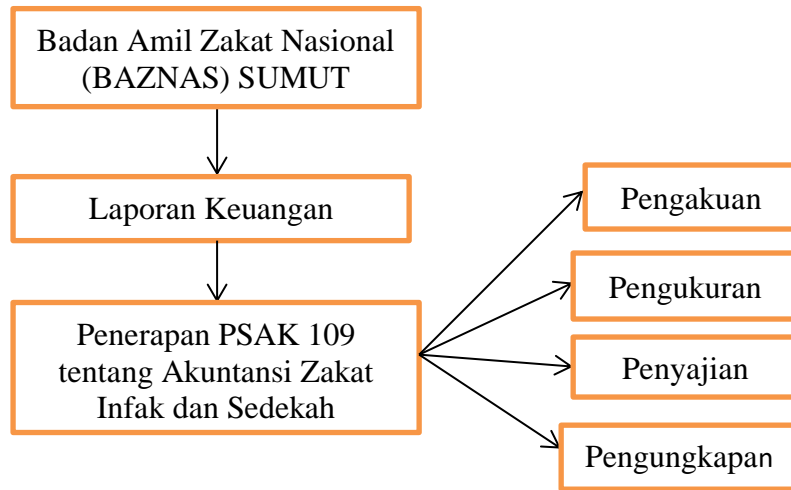 Badan Amil Zakat Nasional
(BAZNAS) SUMUT
Laporan Keuangan
Penerapan PSAK 109
tentang Akuntansi Zakat
Infak dan Sedekah
Pengakuan
Pengukuran
Penyajian
Pengungkapan